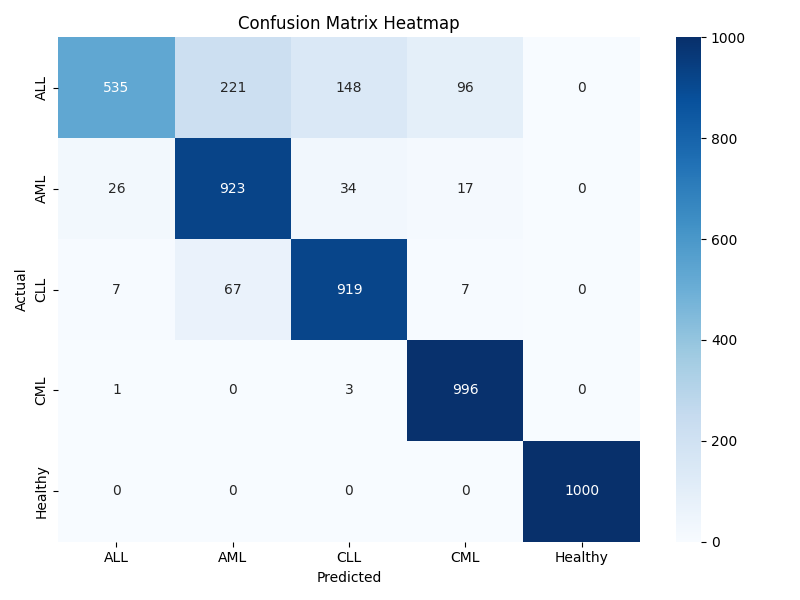 Confusion Matrix Heatmap
Actual
ALL 535 221 148 96 0
AML 26 923 34 17 0
CLL 7 67 919 7 0
CML 1 0 3 996 0
Healthy 0 0 0 0 1000
ALL AML CLL CML Healthy
Predicted
1000
800
600
400
200
0